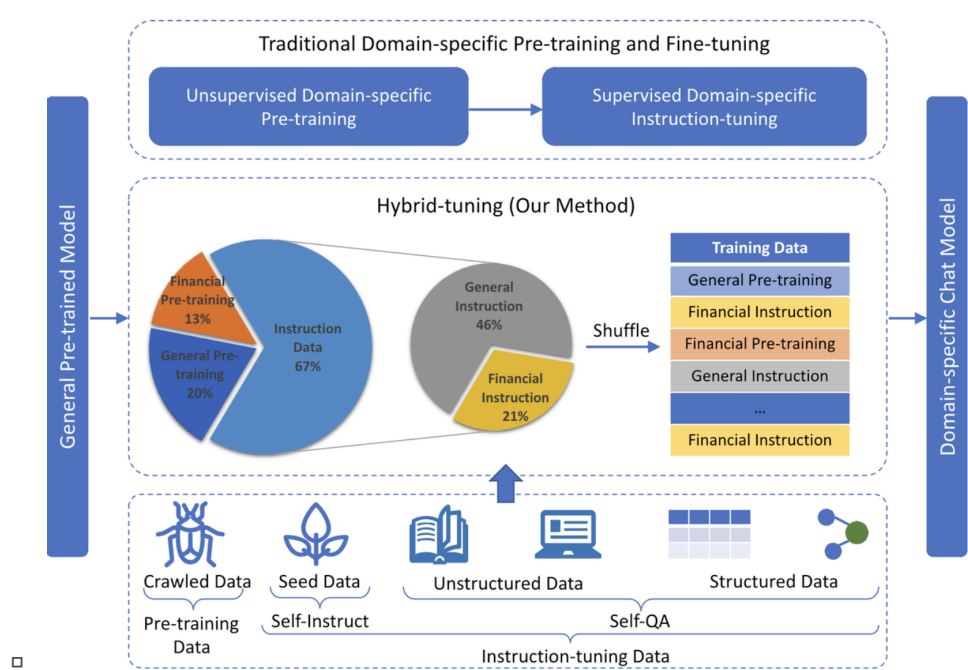 Traditional Domain-specific Pre-training and Fine-tuning
Unsupervised Domain-specific
Pre-training
Supervised Domain-specific
Instruction-tuning
General Pre-trained Model
Hybrid-tuning (Our Method)
Financial
Pre-training
13%
General Pre-
training
20%
Instruction
Data
67%
General
Instruction
46%
Financial
Instruction
21%
Shuffle
Training Data
General Pre-training
Financial Instruction
Financial Pre-training
General Instruction
...
Financial Instruction
Domain-specific Chat Model
Crawled Data
Seed Data
Unstructured Data
Structured Data
Pre-training
Data
Self-Instruct
Self-QA
Instruction-tuning Data